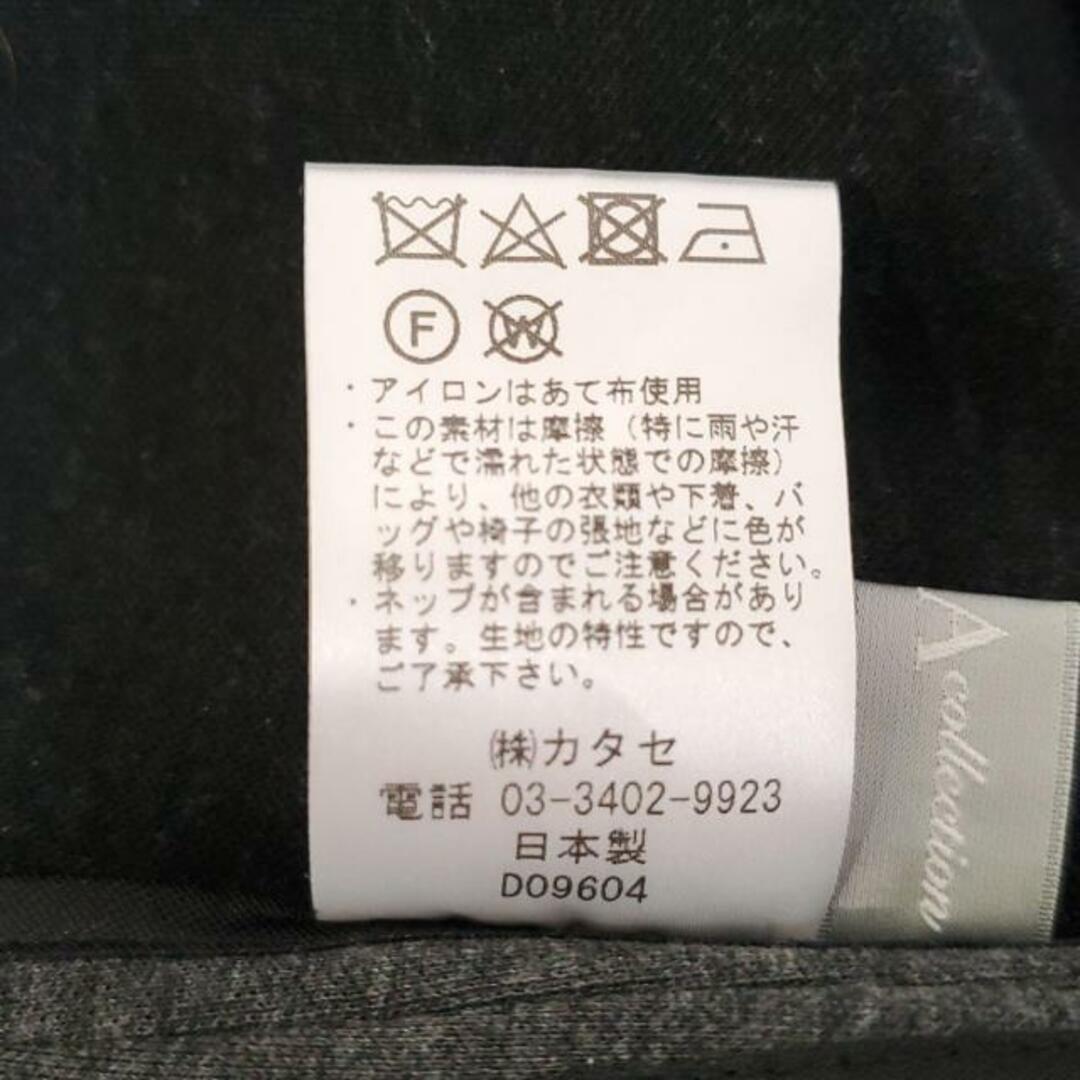 F W
・アイロンはあて布使用
・この素材は摩擦（特に雨や汗
などで濡れた状態での摩擦）
により、他の衣類や下着、バ
ッグや椅子の張地などに色が
移りますのでご注意ください。
・ネップが含まれる場合があり
ます。生地の特性ですので、
ご了承下さい。
㈱カタセ
電話 03-3402-9923
日本製
D09604
A collection